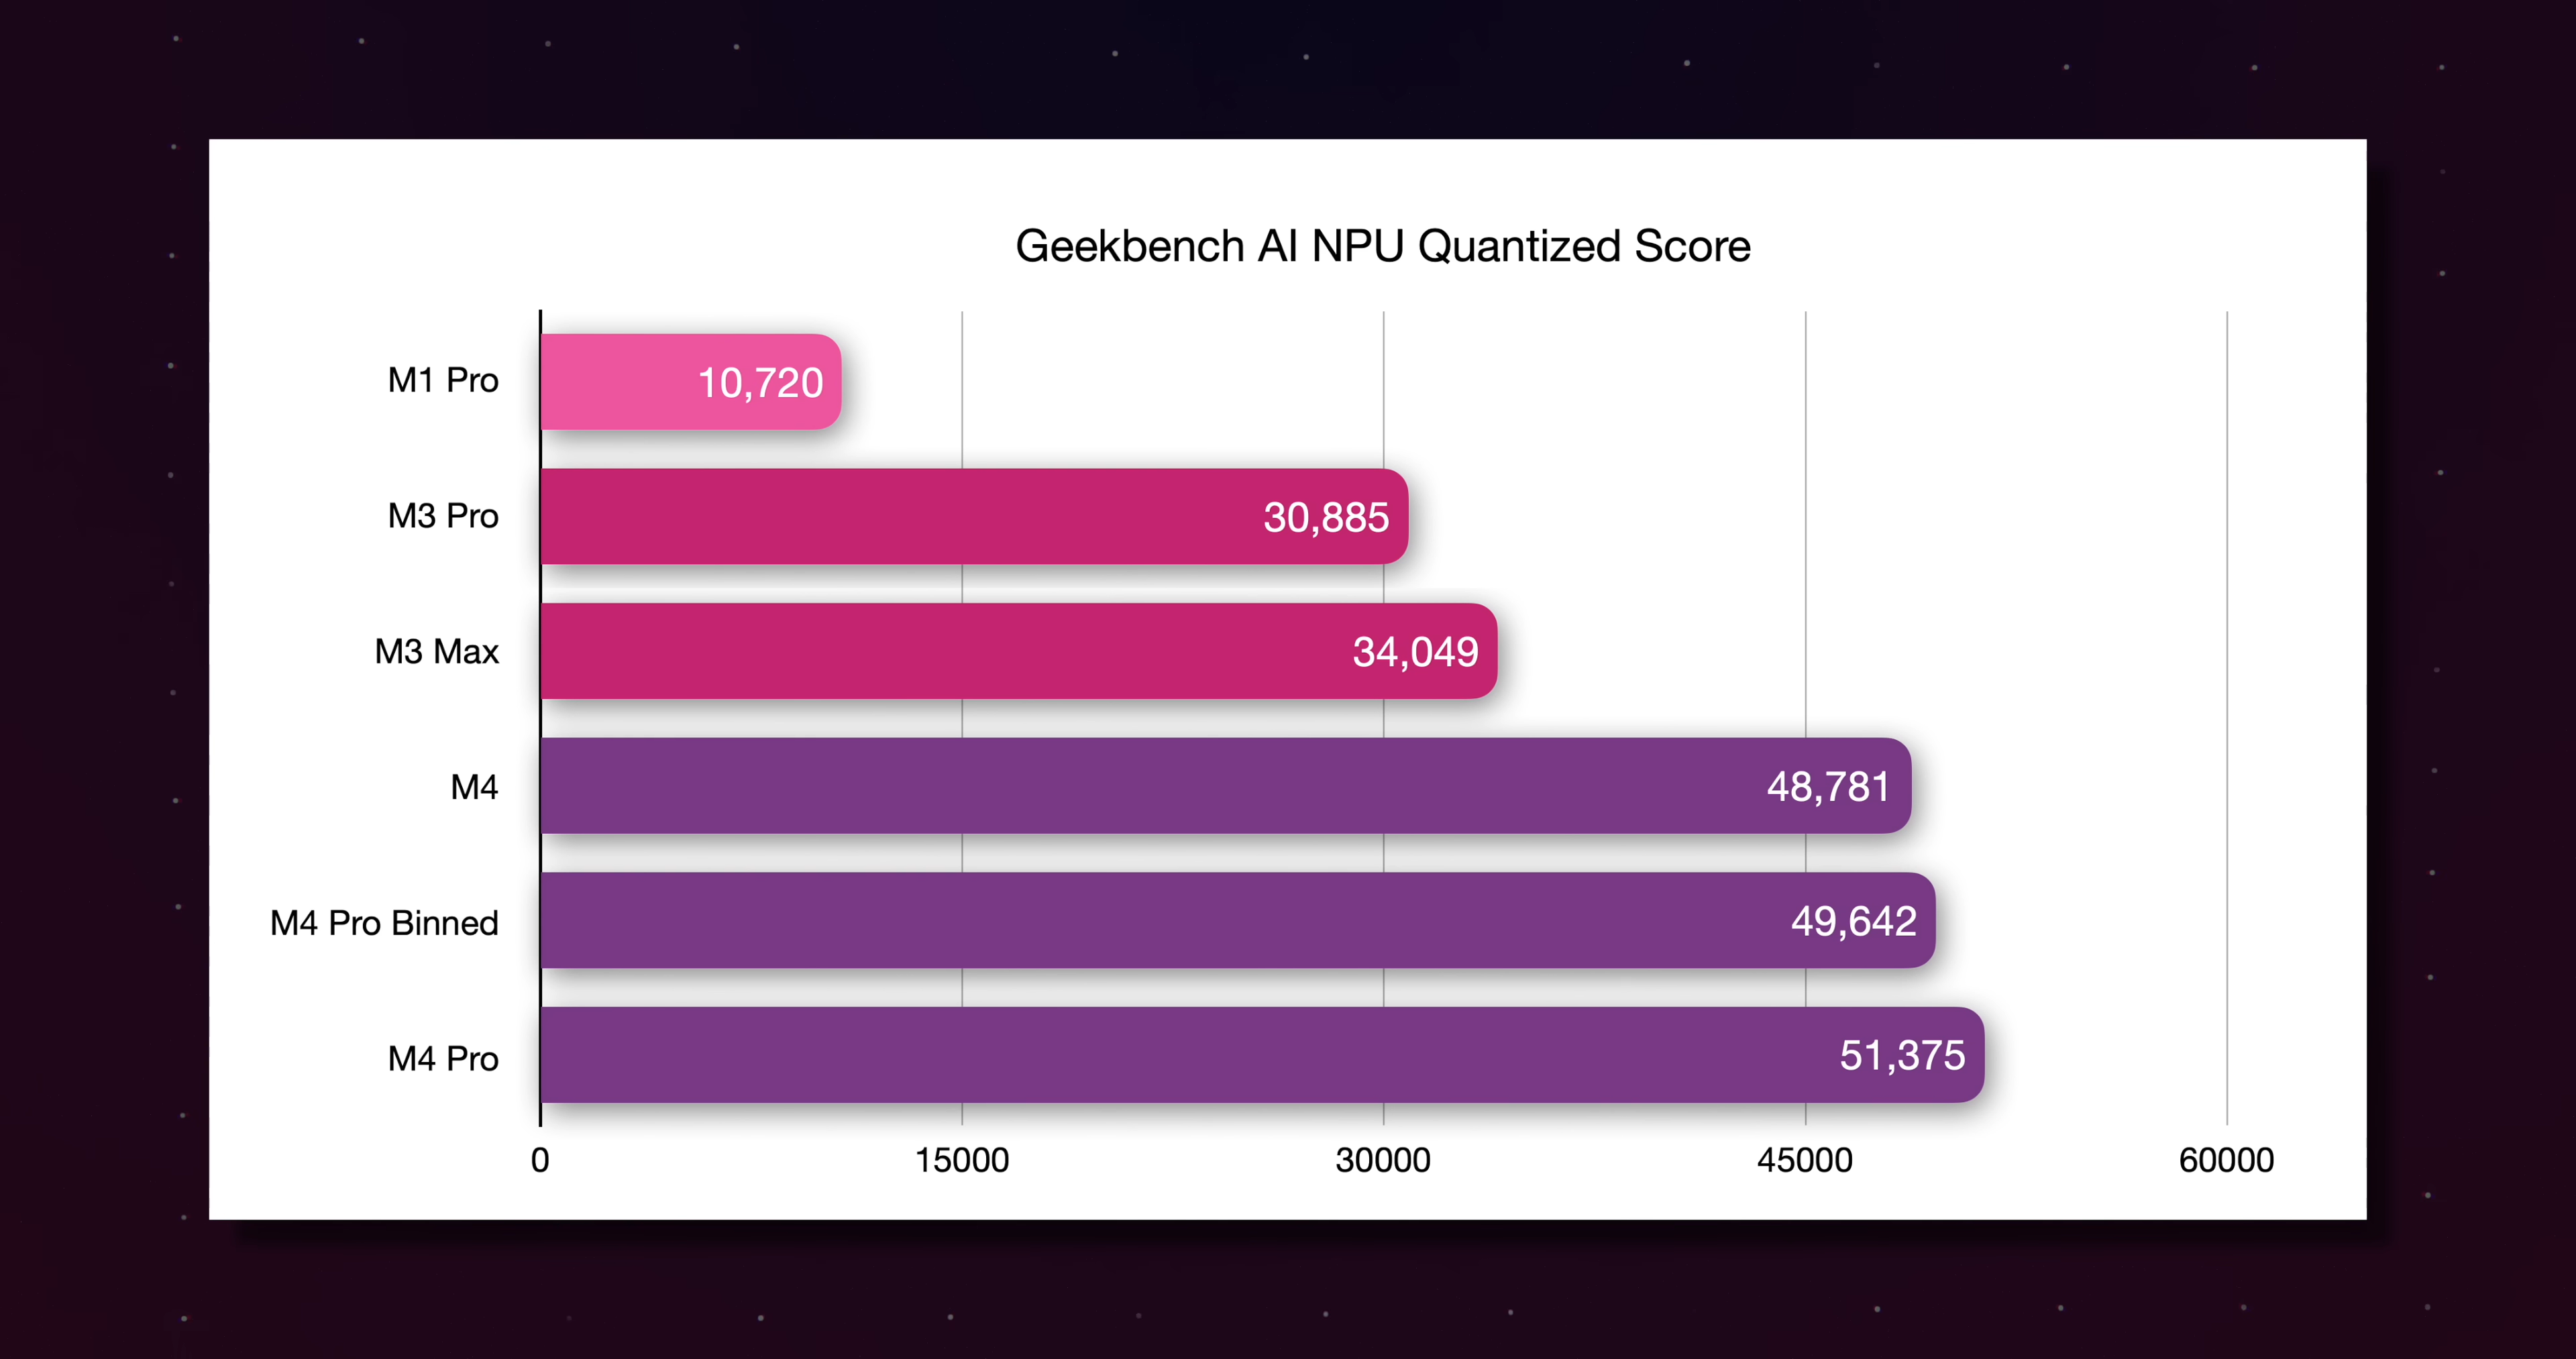 Geekbench AI NPU Quantized Score
M1 Pro 10,720
M3 Pro 30,885
M3 Max 34,049
M4 48,781
M4 Pro Binned 49,642
M4 Pro 51,375
0 15000 30000 45000 60000